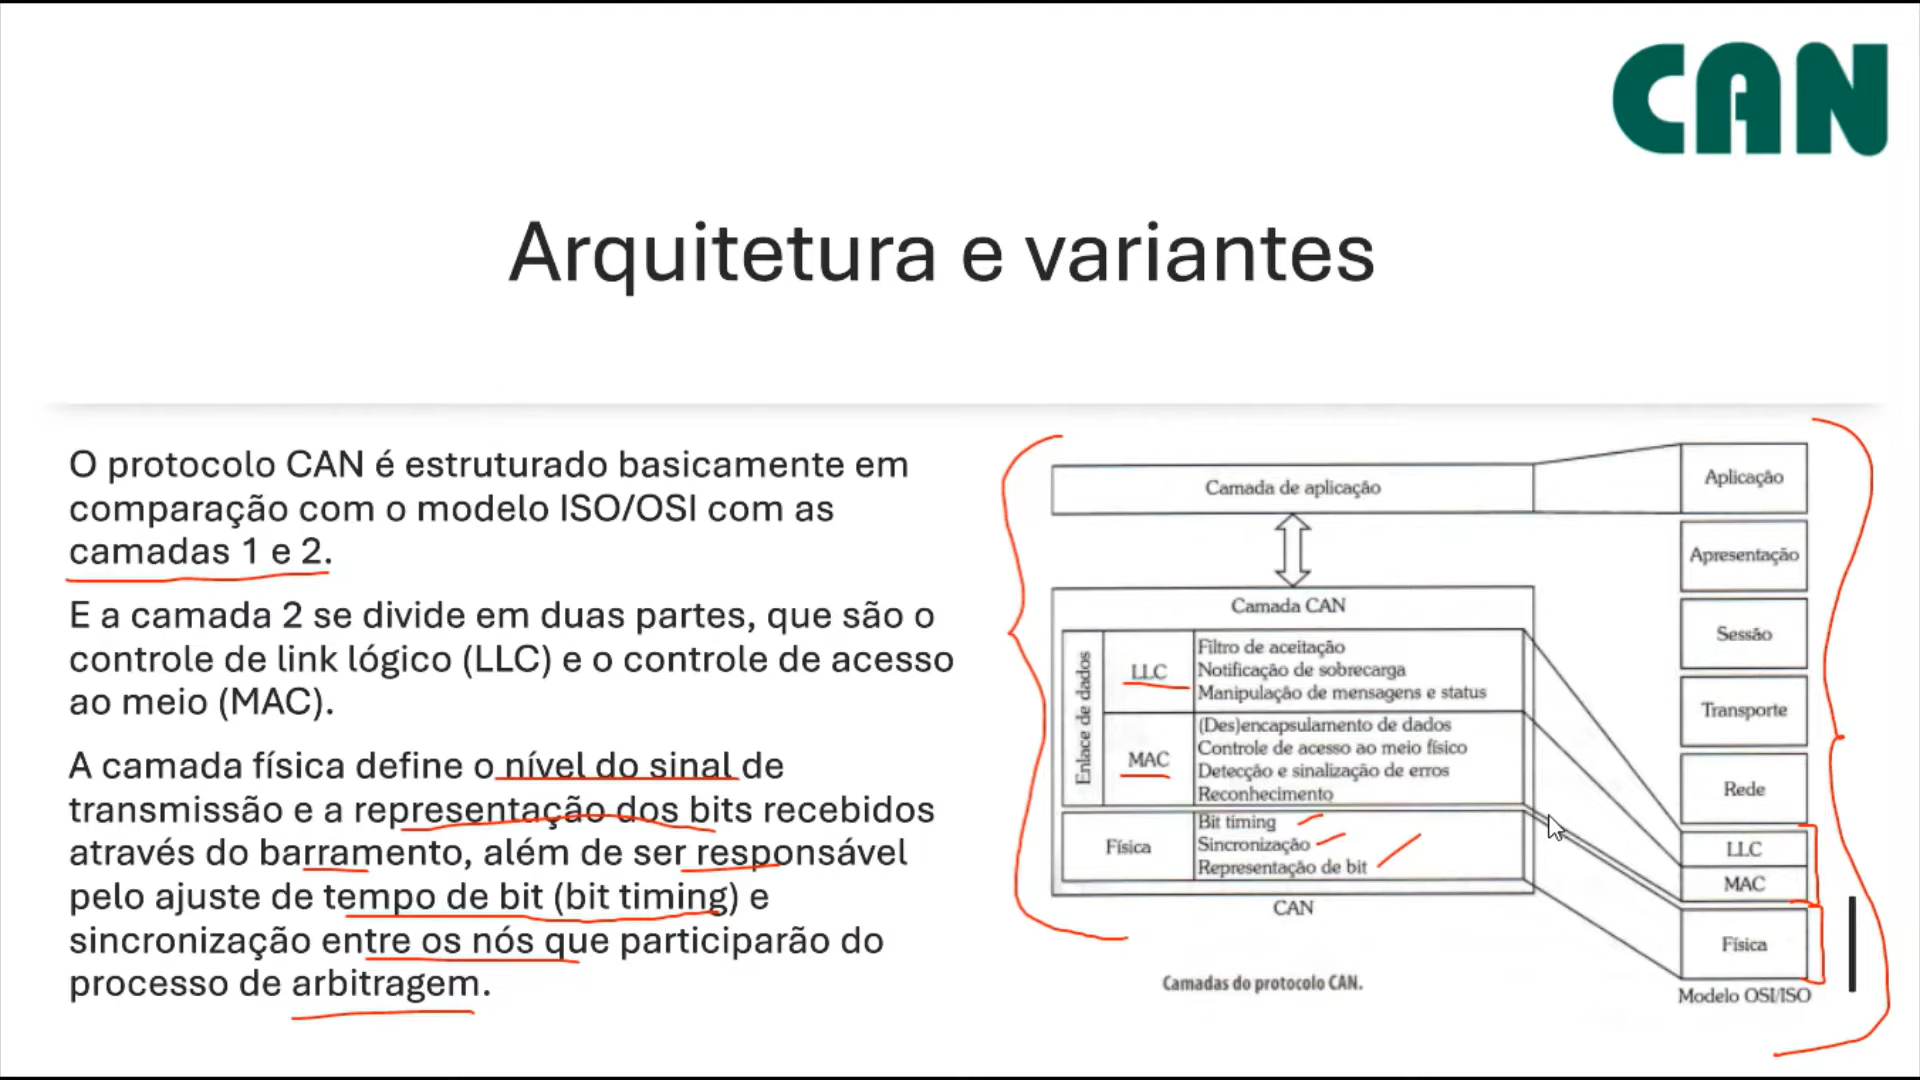 CAN
Arquitetura e variantes
O protocolo CAN é estruturado basicamente em
comparação com o modelo ISO/OSI com as
camadas 1 e 2.
E a camada 2 se divide em duas partes, que são o
controle de link lógico (LLC) e o controle de acesso
ao meio (MAC).
A camada física define o nível do sinal de
transmissão e a representação dos bits recebidos
através do barramento, além de ser responsável
pelo ajuste de tempo de bit (bit timing) e
sincronização entre os nós que participarão do
processo de arbitragem.
Camada de aplicação
Camada CAN
Enlace de dados
LLC
Filtro de aceitação
Notificação de sobrecarga
Manipulação de mensagens e status
MAC
(Des)encapsulamento de dados
Controle de acesso ao meio físico
Detecção e sinalização de erros
Reconhecimento
Física
Bit timing
Sincronização
Representação de bit
CAN
Camadas do protocolo CAN.
Aplicação
Apresentação
Sessão
Transporte
Rede
LLC
MAC
Física
Modelo OSI/ISO